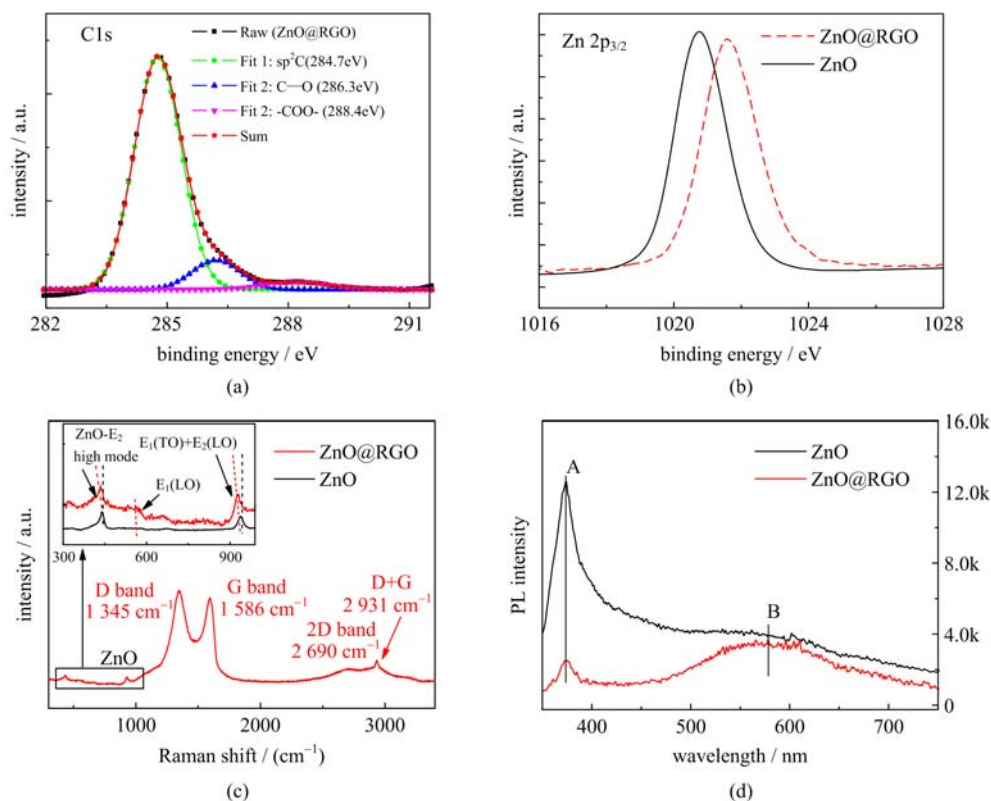 C1s
Raw (ZnO@RGO)
Fit 1: sp²C(284.7eV)
Fit 2: C—O (286.3eV)
Fit 2: -COO- (288.4eV)
Sum
intensity / a.u.
282 285 288 291
binding energy / eV
(a)
Zn 2p₃/₂
ZnO@RGO
ZnO
intensity / a.u.
1016 1020 1024 1028
binding energy / eV
(b)
ZnO-E₂
high mode
E₁(TO)+E₂(LO)
E₁(LO)
300 600 900
ZnO@RGO
ZnO
D band
1 345 cm⁻¹
G band
1 586 cm⁻¹
2D band
2 690 cm⁻¹
D+G
2 931 cm⁻¹
ZnO
intensity / a.u.
1000 2000 3000
Raman shift / (cm⁻¹)
(c)
A
B
ZnO
ZnO@RGO
16.0k
12.0k
8.0k
4.0k
0
PL intensity
400 500 600 700
wavelength / nm
(d)